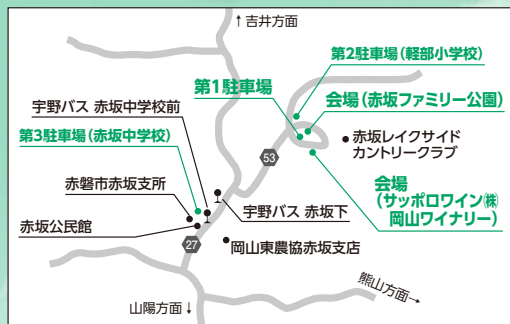 ↑吉井方面
第2駐車場(軽部小学校)
第1駐車場
会場(赤坂ファミリー公園)
宇野バス 赤坂中学校前
第3駐車場(赤坂中学校)
53
赤坂レイクサイド
カントリークラブ
赤磐市赤坂支所
会場
(サッポロワイン㈱
岡山ワイナリー)
宇野バス 赤坂下
赤坂公民館
27
岡山東農協赤坂支店
熊山方面→
山陽方面↓